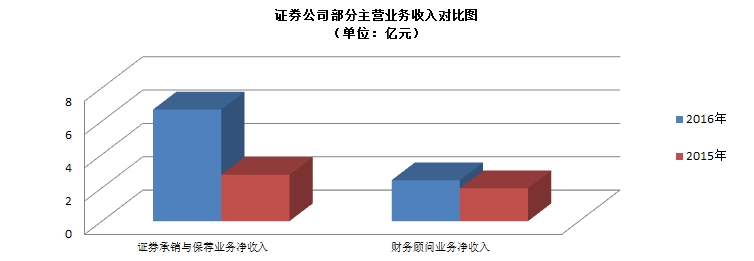 证券公司部分主营业务收入对比图
（单位：亿元）
8
6
4
2
0
证券承销与保荐业务净收入
财务顾问业务净收入
2016年
2015年